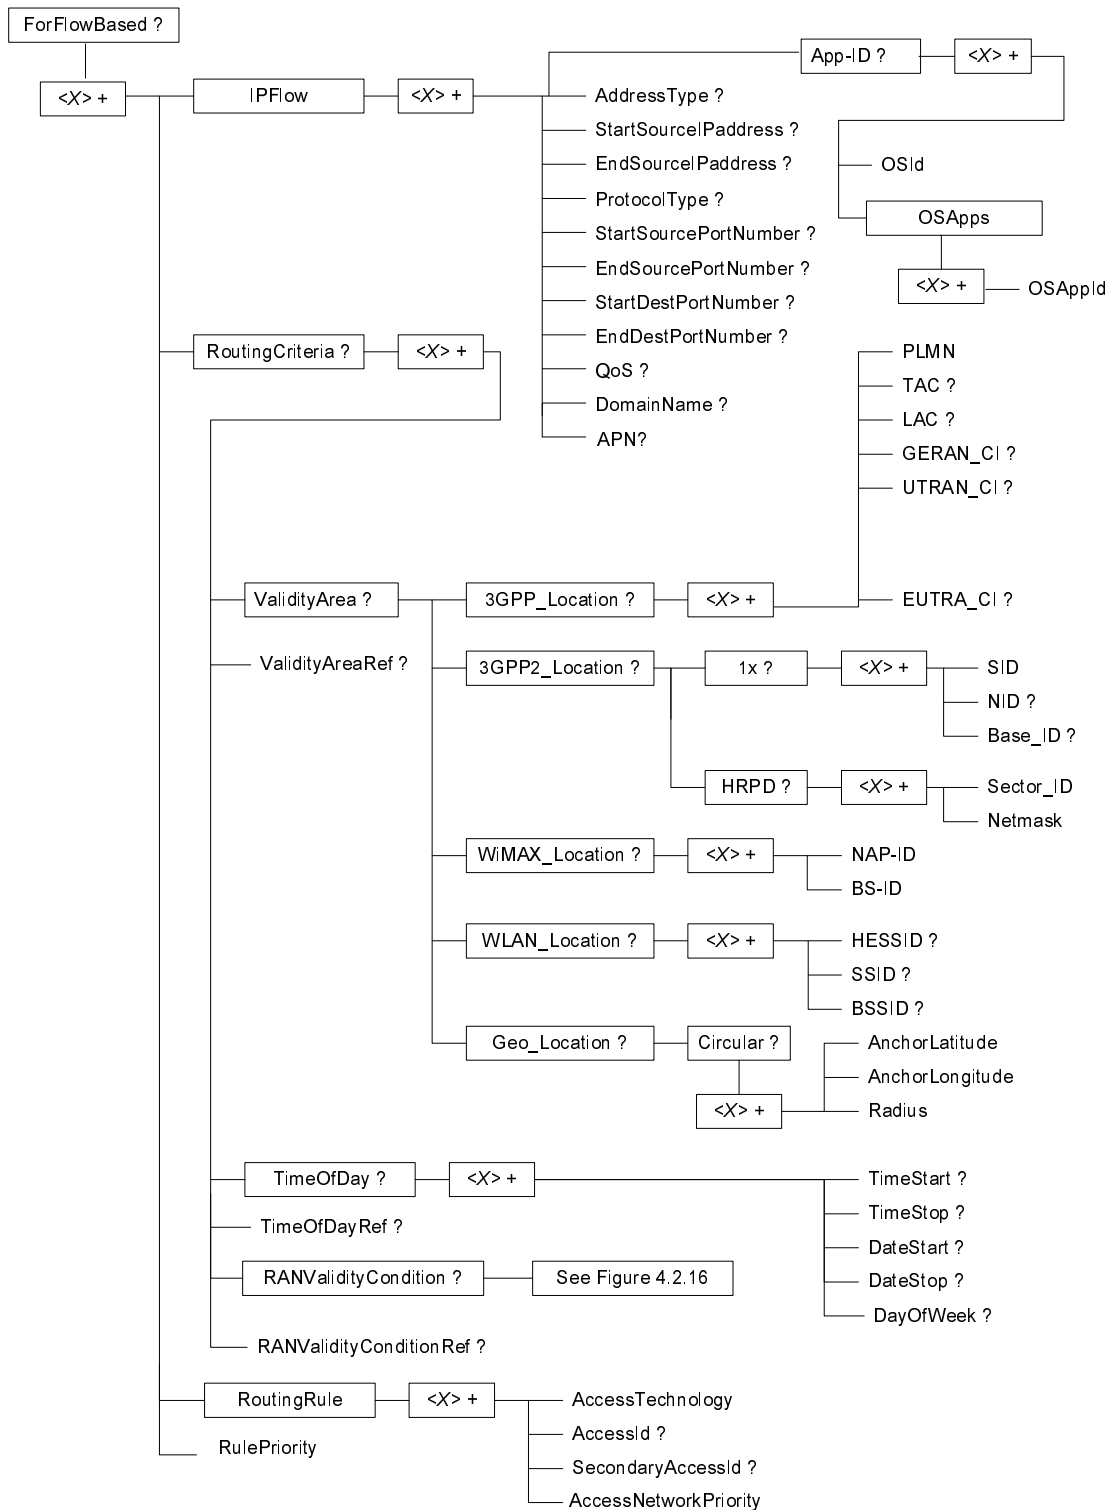 ForFlowBased ?
<X> +
IPFlow
<X> +
App-ID ?
<X> +
AddressType ?
StartSourceIPaddress ?
EndSourceIPaddress ?
ProtocolType ?
StartSourcePortNumber ?
EndSourcePortNumber ?
StartDestPortNumber ?
EndDestPortNumber ?
QoS ?
DomainName ?
APN?
OSId
OSApps
<X> +
OSAppId
RoutingCriteria ?
<X> +
ValidityArea ?
3GPP_Location ?
<X> +
PLMN
TAC ?
LAC ?
GERAN_CI ?
UTRAN_CI ?
EUTRA_CI ?
ValidityAreaRef ?
3GPP2_Location ?
1x ?
<X> +
SID
NID ?
Base_ID ?
HRPD ?
<X> +
Sector_ID
Netmask
WiMAX_Location ?
<X> +
NAP-ID
BS-ID
WLAN_Location ?
<X> +
HESSID ?
SSID ?
BSSID ?
Geo_Location ?
Circular ?
<X> +
AnchorLatitude
AnchorLongitude
Radius
TimeOfDay ?
<X> +
TimeStart ?
TimeStop ?
DateStart ?
DateStop ?
DayOfWeek ?
TimeOfDayRef ?
RANValidityCondition ?
See Figure 4.2.16
RANValidityConditionRef ?
RoutingRule
<X> +
AccessTechnology
AccessId ?
SecondaryAccessId ?
AccessNetworkPriority
RulePriority